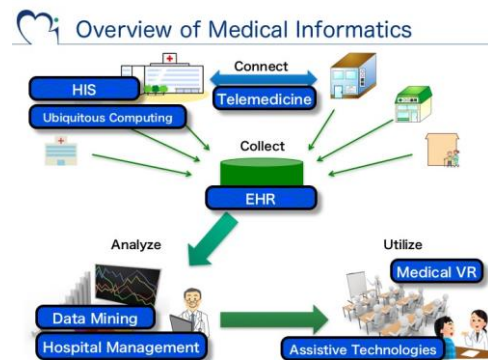 Overview of Medical Informatics
Connect
HIS
Telemedicine
Ubiquitous Computing
Collect
EHR
Analyze
Utilize
Medical VR
Data Mining
Hospital Management
Assistive Technologies